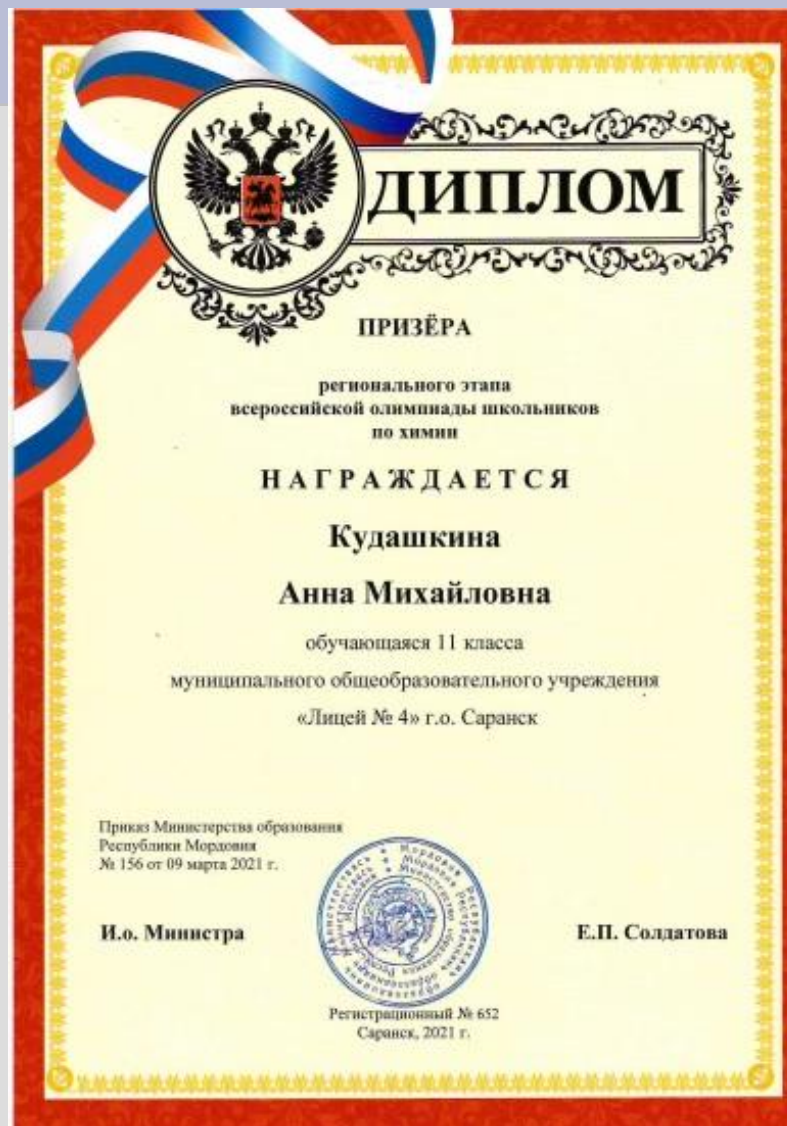 ДИПЛОМ
ПРИЗЁРА
регионального этапа
всероссийской олимпиады школьников
по химии
НАГРАЖДАЕТСЯ
Кудашкина
Анна Михайловна
обучающаяся 11 класса
муниципального общеобразовательного учреждения
«Лицей № 4» г.о. Саранск
Приказ Министерства образования
Республики Мордовия
№ 156 от 09 марта 2021 г.
И.о. Министра
Е.П. Солдатова
Регистрационный № 652
Саранск, 2021 г.